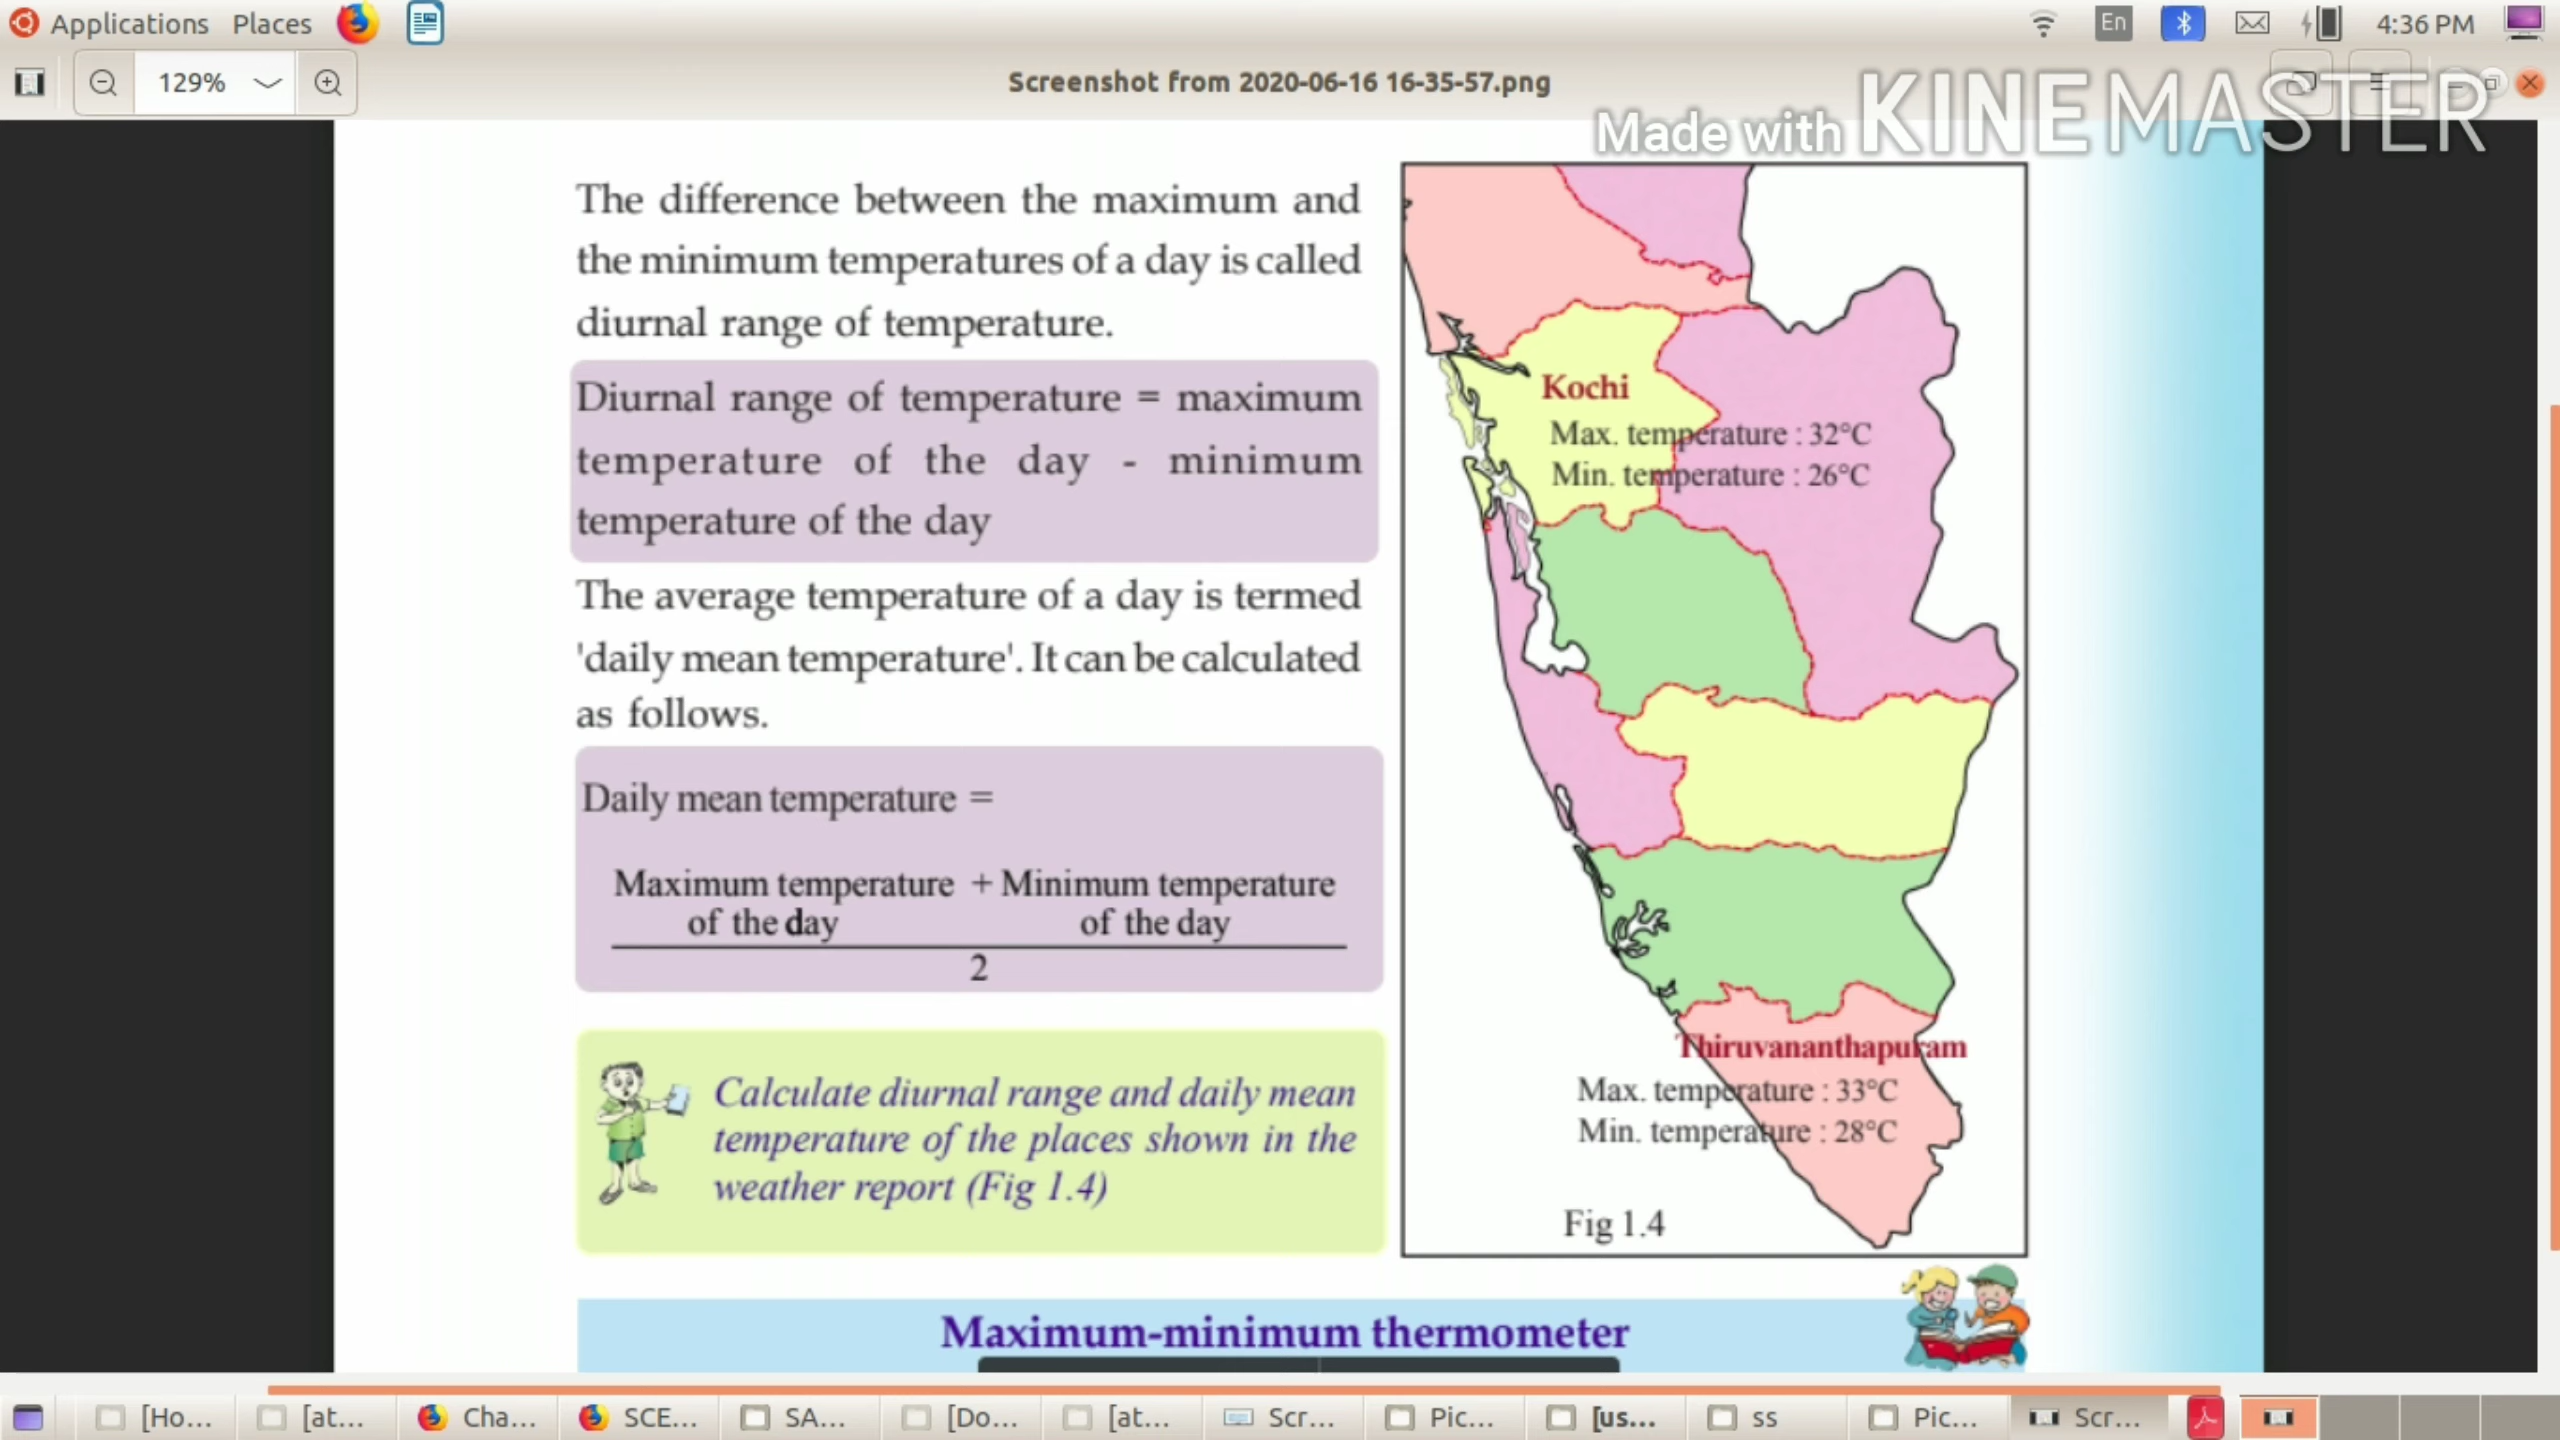 Applications Places
En
4:36 PM
129%
Screenshot from 2020-06-16 16-35-57.png
Made with KINEMASTER
The difference between the maximum and
the minimum temperatures of a day is called
diurnal range of temperature.
Diurnal range of temperature = maximum
temperature of the day - minimum
temperature of the day
The average temperature of a day is termed
'daily mean temperature'. It can be calculated
as follows.
Daily mean temperature =
Maximum temperature + Minimum temperature
of the day of the day
2
Calculate diurnal range and daily mean
temperature of the places shown in the
weather report (Fig 1.4)
Kochi
Max. temperature : 32°C
Min. temperature : 26°C
Thiruvananthapuram
Max. temperature : 33°C
Min. temperature : 28°C
Fig 1.4
Maximum-minimum thermometer
[Ho... [at... Cha... SCE... SA... [Do... [at... Scr... Pic... [us... ss Pic... Scr...